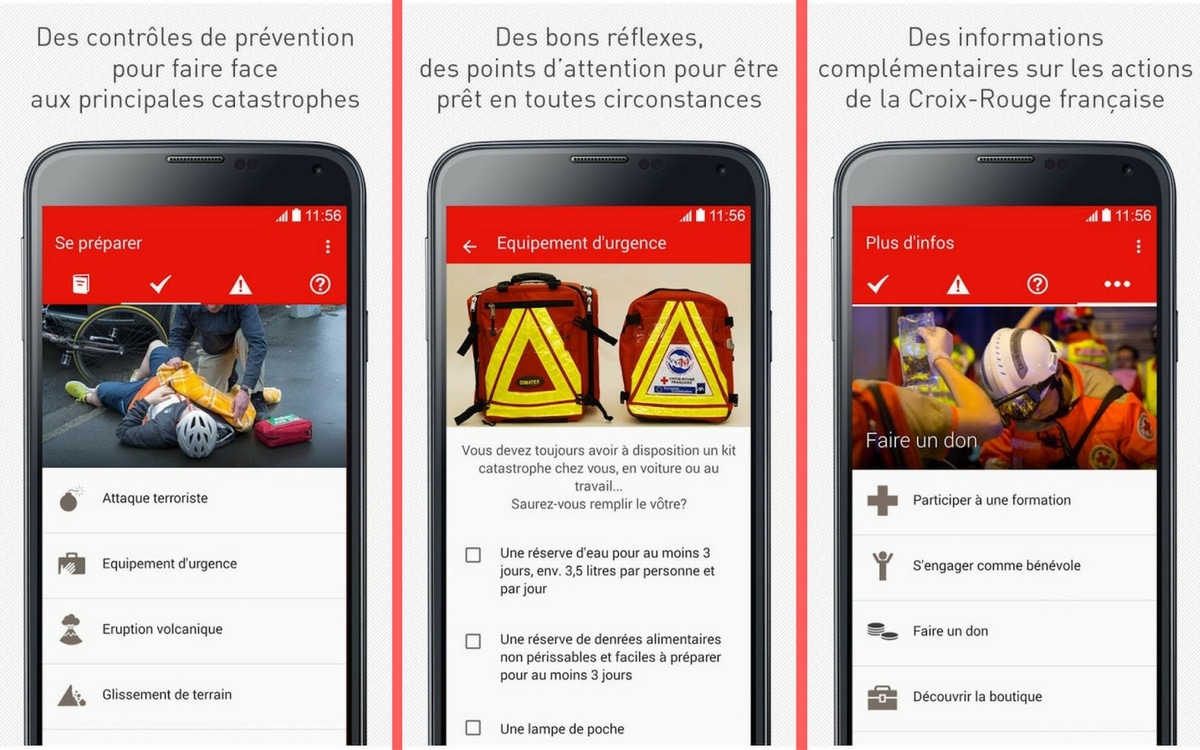 Des contrôles de prévention
pour faire face
aux principales catastrophes
11:56
Se préparer
Attaque terroriste
Equipement d'urgence
Eruption volcanique
Glissement de terrain
Des bons réflexes,
des points d'attention pour être
prêt en toutes circonstances
11:56
Equipement d'urgence
DIMATEX
CROIX-ROUGE
FRANÇAISE
Vous devez toujours avoir à disposition un kit
catastrophe chez vous, en voiture ou au
travail...
Saurez-vous remplir le vôtre?
Une réserve d'eau pour au moins 3
jours, env. 3,5 litres par personne et
par jour
Une réserve de denrées alimentaires
non périssables et faciles à préparer
pour au moins 3 jours
Une lampe de poche
Des informations
complémentaires sur les actions
de la Croix-Rouge française
11:56
Plus d'infos
Faire un don
Participer à une formation
S'engager comme bénévole
Faire un don
Découvrir la boutique